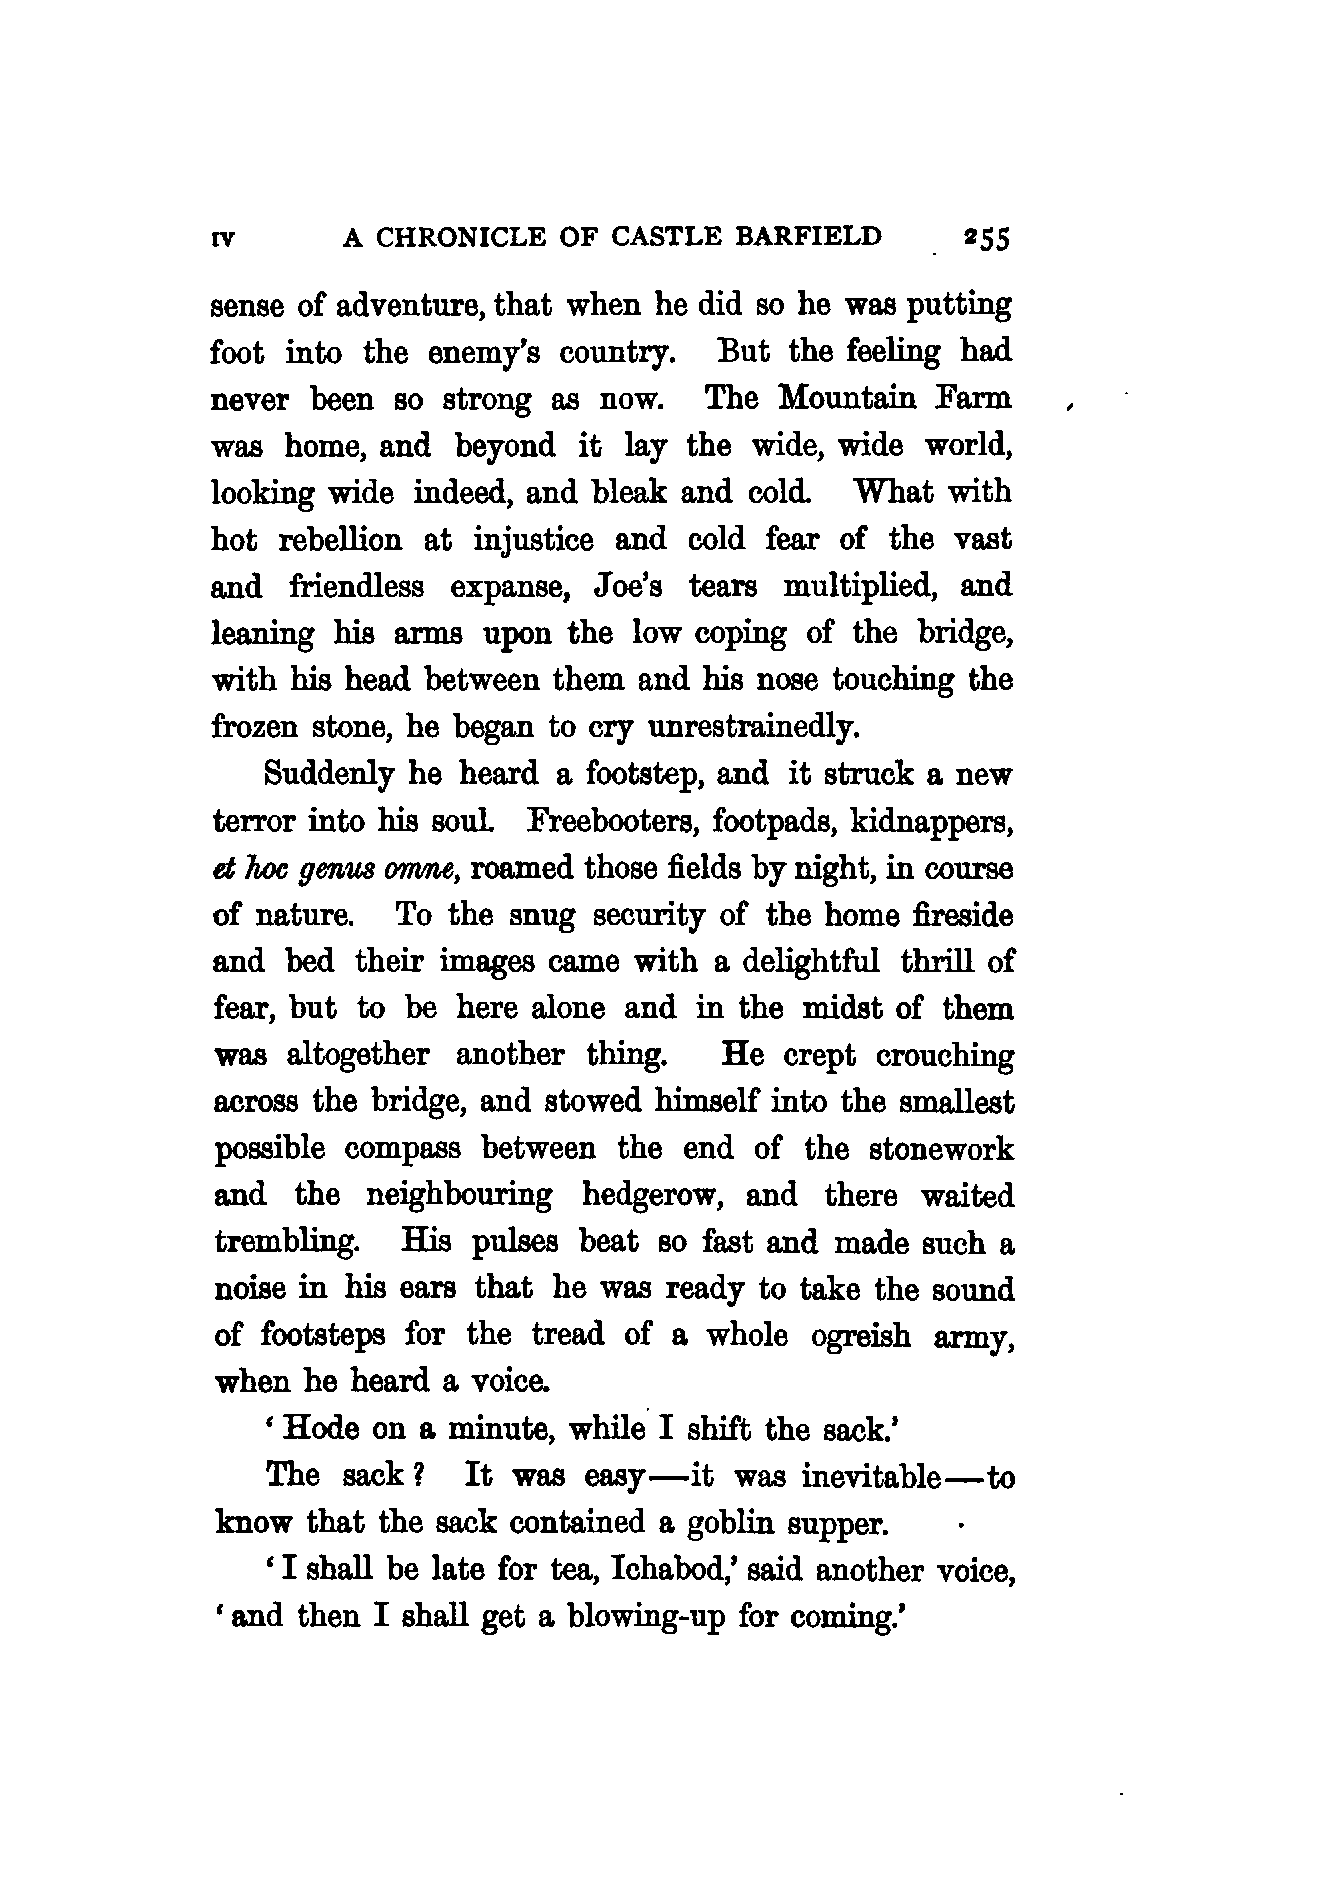 IV A CHRONICLE OF CASTLE BARFIELD 255
sense of adventure, that when he did so he was putting
foot into the enemy's country. But the feeling had
never been so strong as now. The Mountain Farm
was home, and beyond it lay the wide, wide world,
looking wide indeed, and bleak and cold. What with
hot rebellion at injustice and cold fear of the vast
and friendless expanse, Joe's tears multiplied, and
leaning his arms upon the low coping of the bridge,
with his head between them and his nose touching the
frozen stone, he began to cry unrestrainedly.
Suddenly he heard a footstep, and it struck a new
terror into his soul. Freebooters, footpads, kidnappers,
et hoc genus omne, roamed those fields by night, in course
of nature. To the snug security of the home fireside
and bed their images came with a delightful thrill of
fear, but to be here alone and in the midst of them
was altogether another thing. He crept crouching
across the bridge, and stowed himself into the smallest
possible compass between the end of the stonework
and the neighbouring hedgerow, and there waited
trembling. His pulses beat so fast and made such a
noise in his ears that he was ready to take the sound
of footsteps for the tread of a whole ogreish army,
when he heard a voice.
‘Hode on a minute, while I shift the sack.’
The sack? It was easy—it was inevitable—to
know that the sack contained a goblin supper.
‘I shall be late for tea, Ichabod,’ said another voice,
‘and then I shall get a blowing-up for coming.’